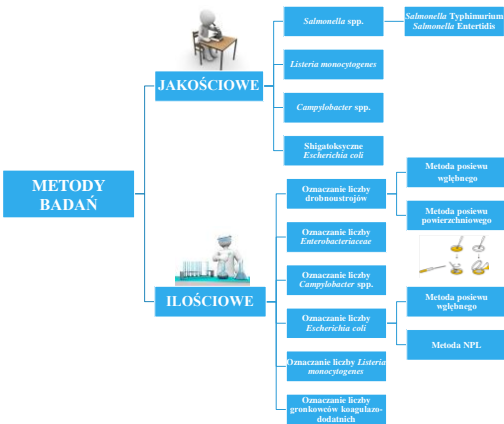 METODY
BADAŃ
JAKOŚCIOWE
Salmonella spp.
Salmonella Typhimurium
Salmonella Entertidis
Listeria monocytogenes
Campylobacter spp.
Shigatoksyczne
Escherichia coli
ILOŚCIOWE
Oznaczanie liczby
drobnoustrojów
Metoda posiewu
wgłębnego
Metoda posiewu
powierzchniowego
Oznaczanie liczby
Enterobacteriaceae
Oznaczanie liczby
Campylobacter spp.
Oznaczanie liczby
Escherichia coli
Metoda posiewu
wgłębnego
Metoda NPL
Oznaczanie liczby Listeria
monocytogenes
Oznaczanie liczby
gronkowców koagulazo-
dodatnich